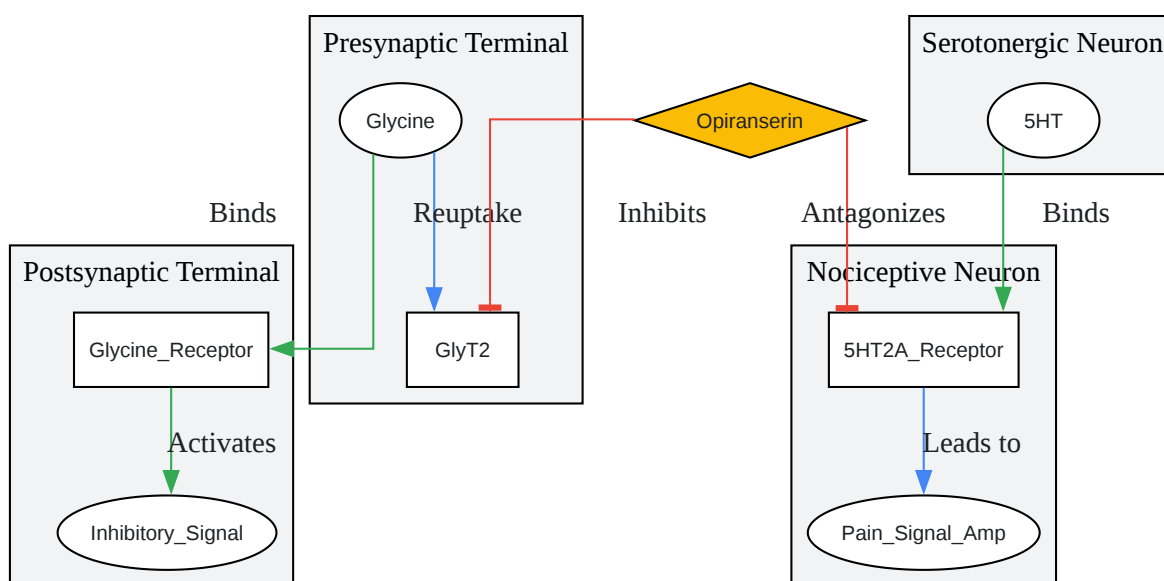 Presynaptic Terminal
Serotonergic Neuron
Glycine
Opiranserin
5HT
Binds
Reuptake
Inhibits
Antagonizes
Binds
Postsynaptic Terminal
Nociceptive Neuron
Glycine_Receptor
GlyT2
5HT2A_Receptor
Activates
Leads to
Inhibitory_Signal
Pain_Signal_Amp